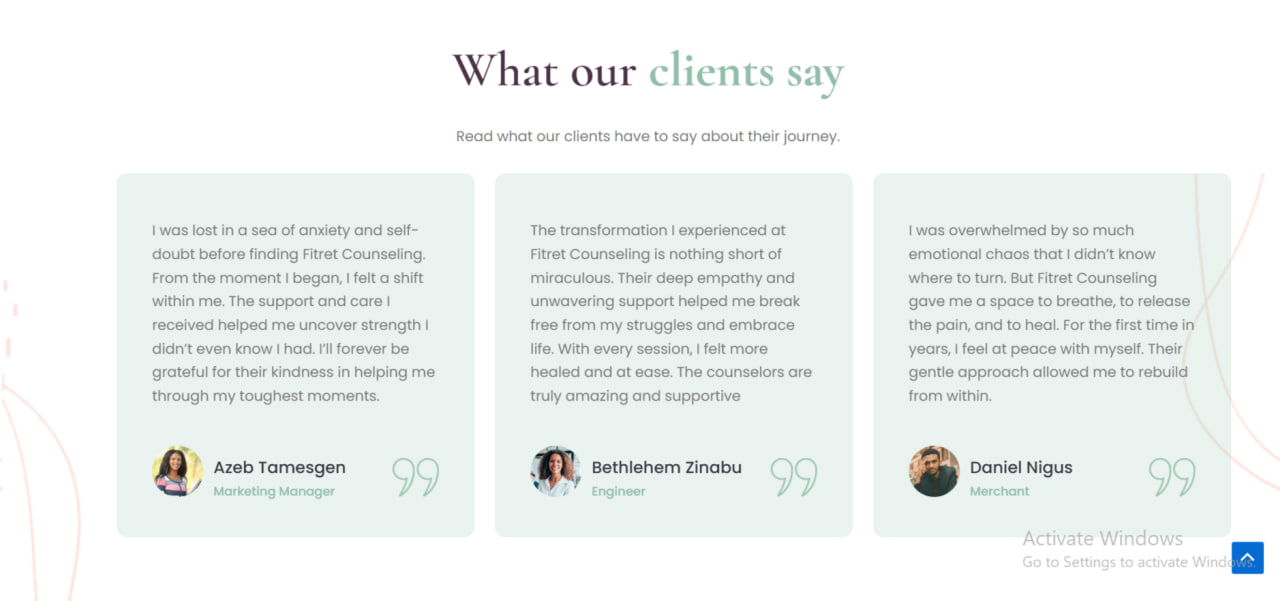 What our clients say
Read what our clients have to say about their journey.
I was lost in a sea of anxiety and self-
doubt before finding Fitret Counseling.
From the moment I began, I felt a shift
within me. The support and care I
received helped me uncover strength I
didn’t even know I had. I’ll forever be
grateful for their kindness in helping me
through my toughest moments.
Azeb Tamesgen
Marketing Manager
The transformation I experienced at
Fitret Counseling is nothing short of
miraculous. Their deep empathy and
unwavering support helped me break
free from my struggles and embrace
life. With every session, I felt more
healed and at ease. The counselors are
truly amazing and supportive
Bethlehem Zinabu
Engineer
I was overwhelmed by so much
emotional chaos that I didn’t know
where to turn. But Fitret Counseling
gave me a space to breathe, to release
the pain, and to heal. For the first time in
years, I feel at peace with myself. Their
gentle approach allowed me to rebuild
from within.
Daniel Nigus
Merchant
Activate Windows
Go to Settings to activate Windows.